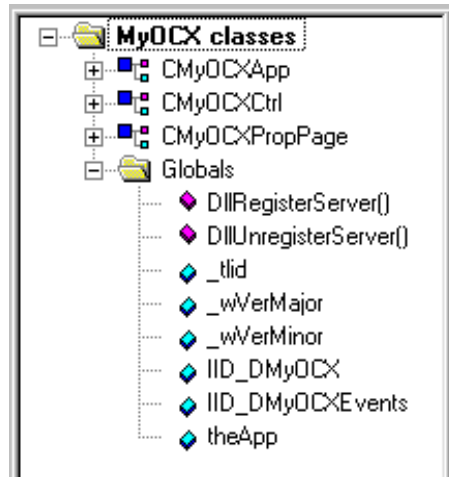 MyOCX classes
CMyOCXApp
CMyOCXCtrl
CMyOCXPropPage
Globals
DllRegisterServer()
DllUnregisterServer()
_tlid
_wVerMajor
_wVerMinor
IID_DMyOCX
IID_DMyOCXEvents
theApp